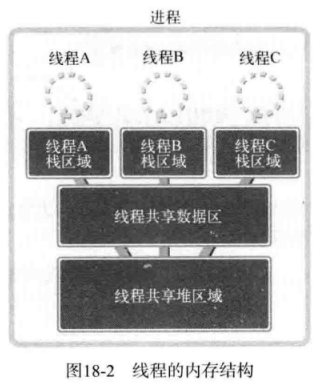 进程
线程A 线程B 线程C
线程A 线程B 线程C
栈区域 栈区域 栈区域
线程共享数据区
线程共享堆区域
图18-2 线程的内存结构